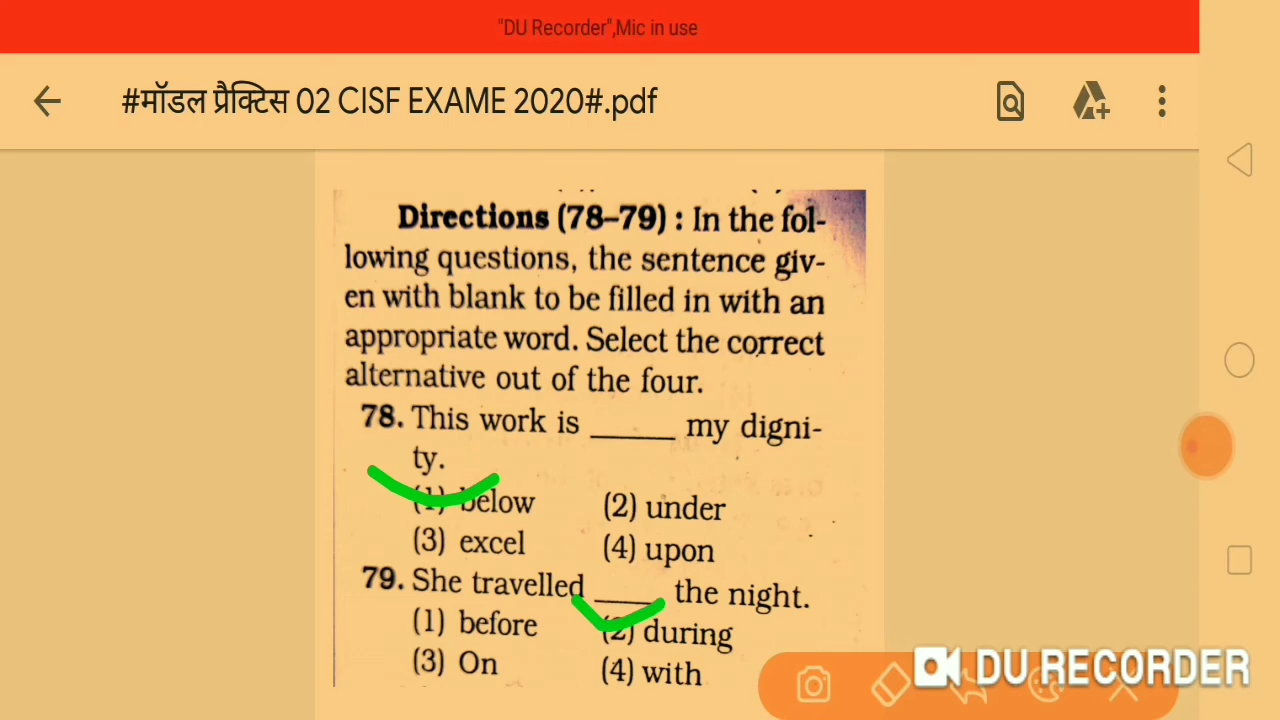 "DU Recorder",Mic in use
#मॉडल प्रैक्टिस 02 CISF EXAME 2020#.pdf
Directions (78–79) : In the fol-
lowing questions, the sentence giv-
en with blank to be filled in with an
appropriate word. Select the correct
alternative out of the four.
78. This work is ______ my digni-
ty.
(1) below (2) under
(3) excel (4) upon
79. She travelled _____ the night.
(1) before (2) during
(3) On (4) with
DU RECORDER